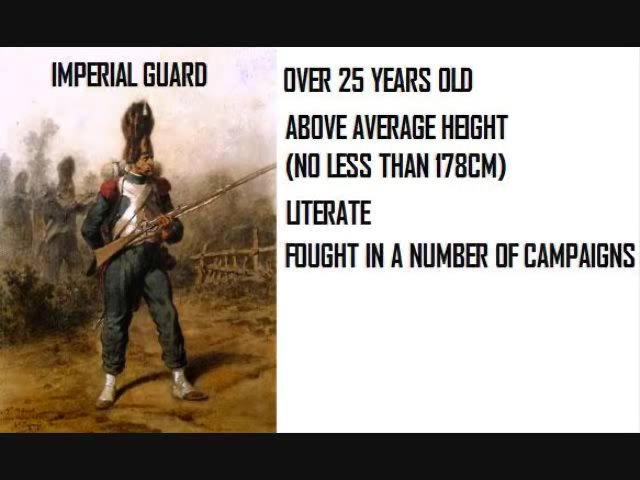 IMPERIAL GUARD
OVER 25 YEARS OLD
ABOVE AVERAGE HEIGHT
(NO LESS THAN 178CM)
LITERATE
FOUGHT IN A NUMBER OF CAMPAIGNS